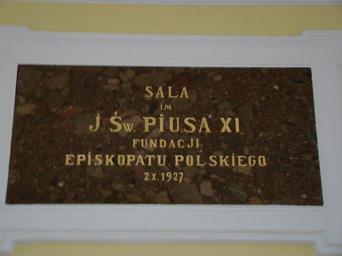 SALA
IM
J ŚW. PIUSA XI
FUNDACJI
EPISKOPATU POLSKIEGO
2.X.1927